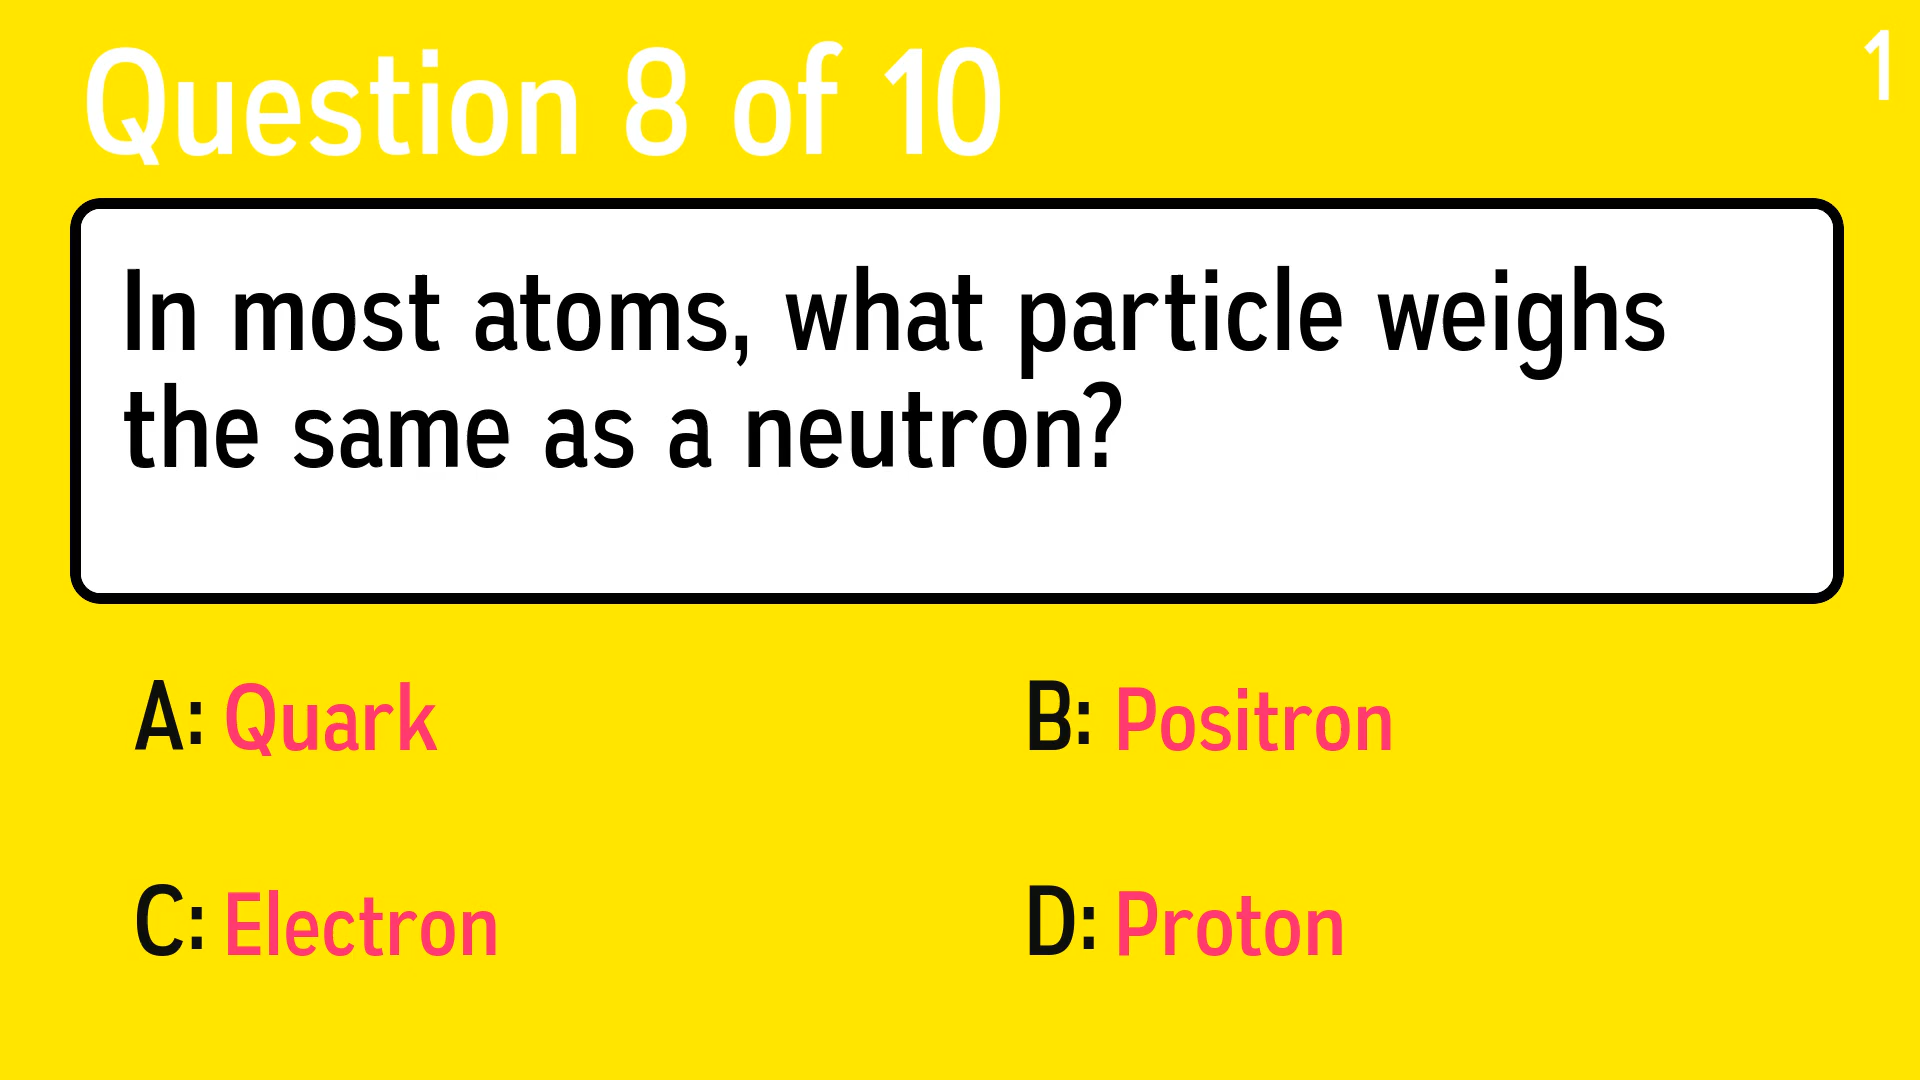 Question 8 of 10
1
In most atoms, what particle weighs
the same as a neutron?
A: Quark
B: Positron
C: Electron
D: Proton